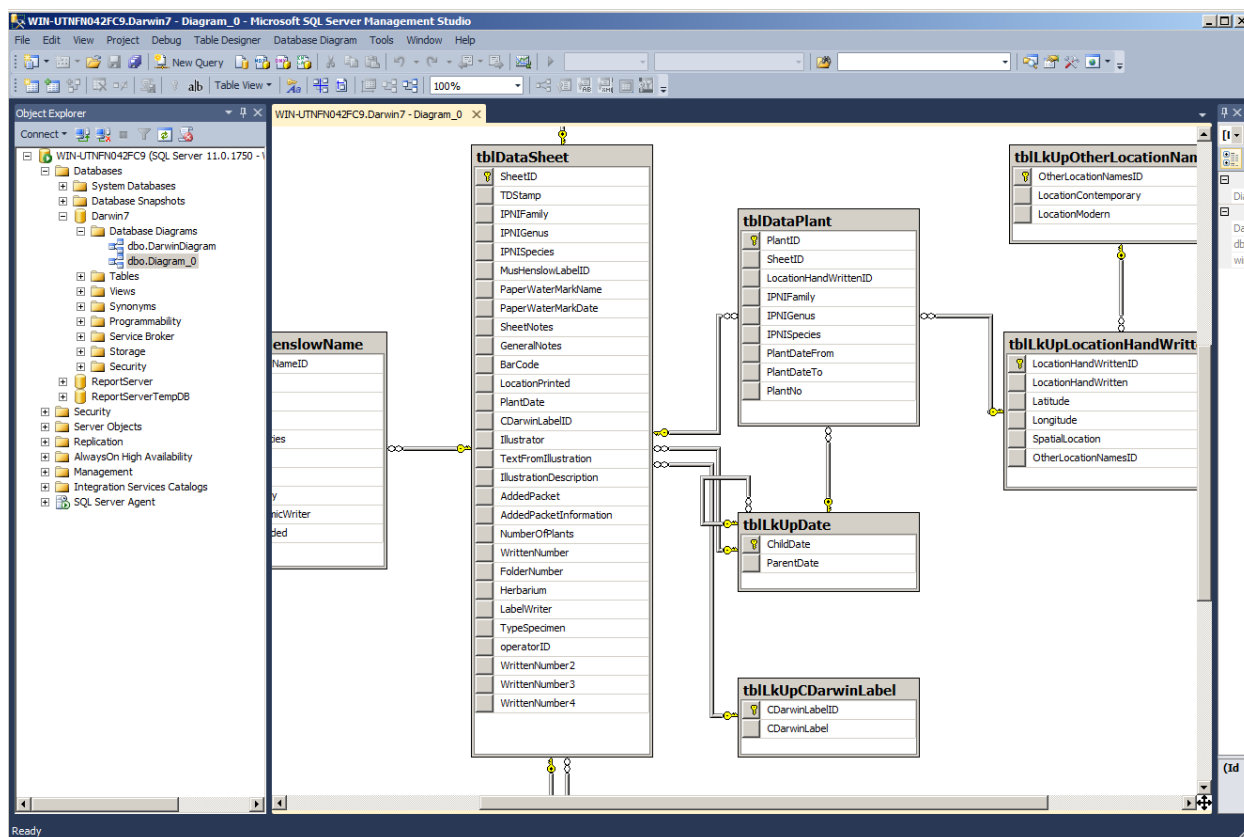 WIN-UTNFN042FC9.Darwin7 - Diagram_0 - Microsoft SQL Server Management Studio
File Edit View Project Debug Table Designer Database Diagram Tools Window Help
New Query
Table View
100%
Object Explorer
Connect
WIN-UTNFN042FC9 (SQL Server 11.0.1750 -
Databases
System Databases
Database Snapshots
Darwin7
Database Diagrams
dbo.DarwinDiagram
dbo.Diagram_0
Tables
Views
Synonyms
Programmability
Service Broker
Storage
Security
ReportServer
ReportServerTempDB
Security
Server Objects
Replication
AlwaysOn High Availability
Management
Integration Services Catalogs
SQL Server Agent
WIN-UTNFN042FC9.Darwin7 - Diagram_0
enslowName
NameID
ties
y
micWriter
ded
tblDataSheet
SheetID
TDStamp
IPNIFamily
IPNIGenus
IPNISpecies
MusHenslowLabelID
PaperWaterMarkName
PaperWaterMarkDate
SheetNotes
GeneralNotes
BarCode
LocationPrinted
PlantDate
CDarwinLabelID
Illustrator
TextFromIllustration
IllustrationDescription
AddedPacket
AddedPacketInformation
NumberOfPlants
WrittenNumber
FolderNumber
Herbarium
LabelWriter
TypeSpecimen
operatorID
WrittenNumber2
WrittenNumber3
WrittenNumber4
tblDataPlant
PlantID
SheetID
LocationHandWrittenID
IPNIFamily
IPNIGenus
IPNISpecies
PlantDateFrom
PlantDateTo
PlantNo
tblLkUpDate
ChildDate
ParentDate
tblLkUpCDarwinLabel
CDarwinLabelID
CDarwinLabel
tblLkUpOtherLocationNam
OtherLocationNamesID
LocationContemporary
LocationModern
tblLkUpLocationHandWritt
LocationHandWrittenID
LocationHandWritten
Latitude
Longitude
SpatialLocation
OtherLocationNamesID
Dia
Da
db
wi
(Id
Ready